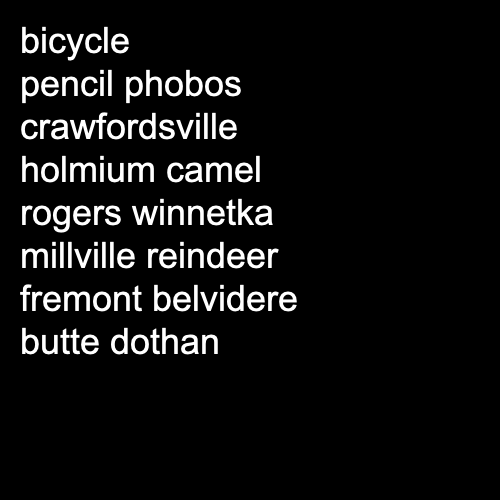 bicycle
pencil phobos
crawfordsville
holmium camel
rogers winnetka
millville reindeer
fremont belvidere
butte dothan